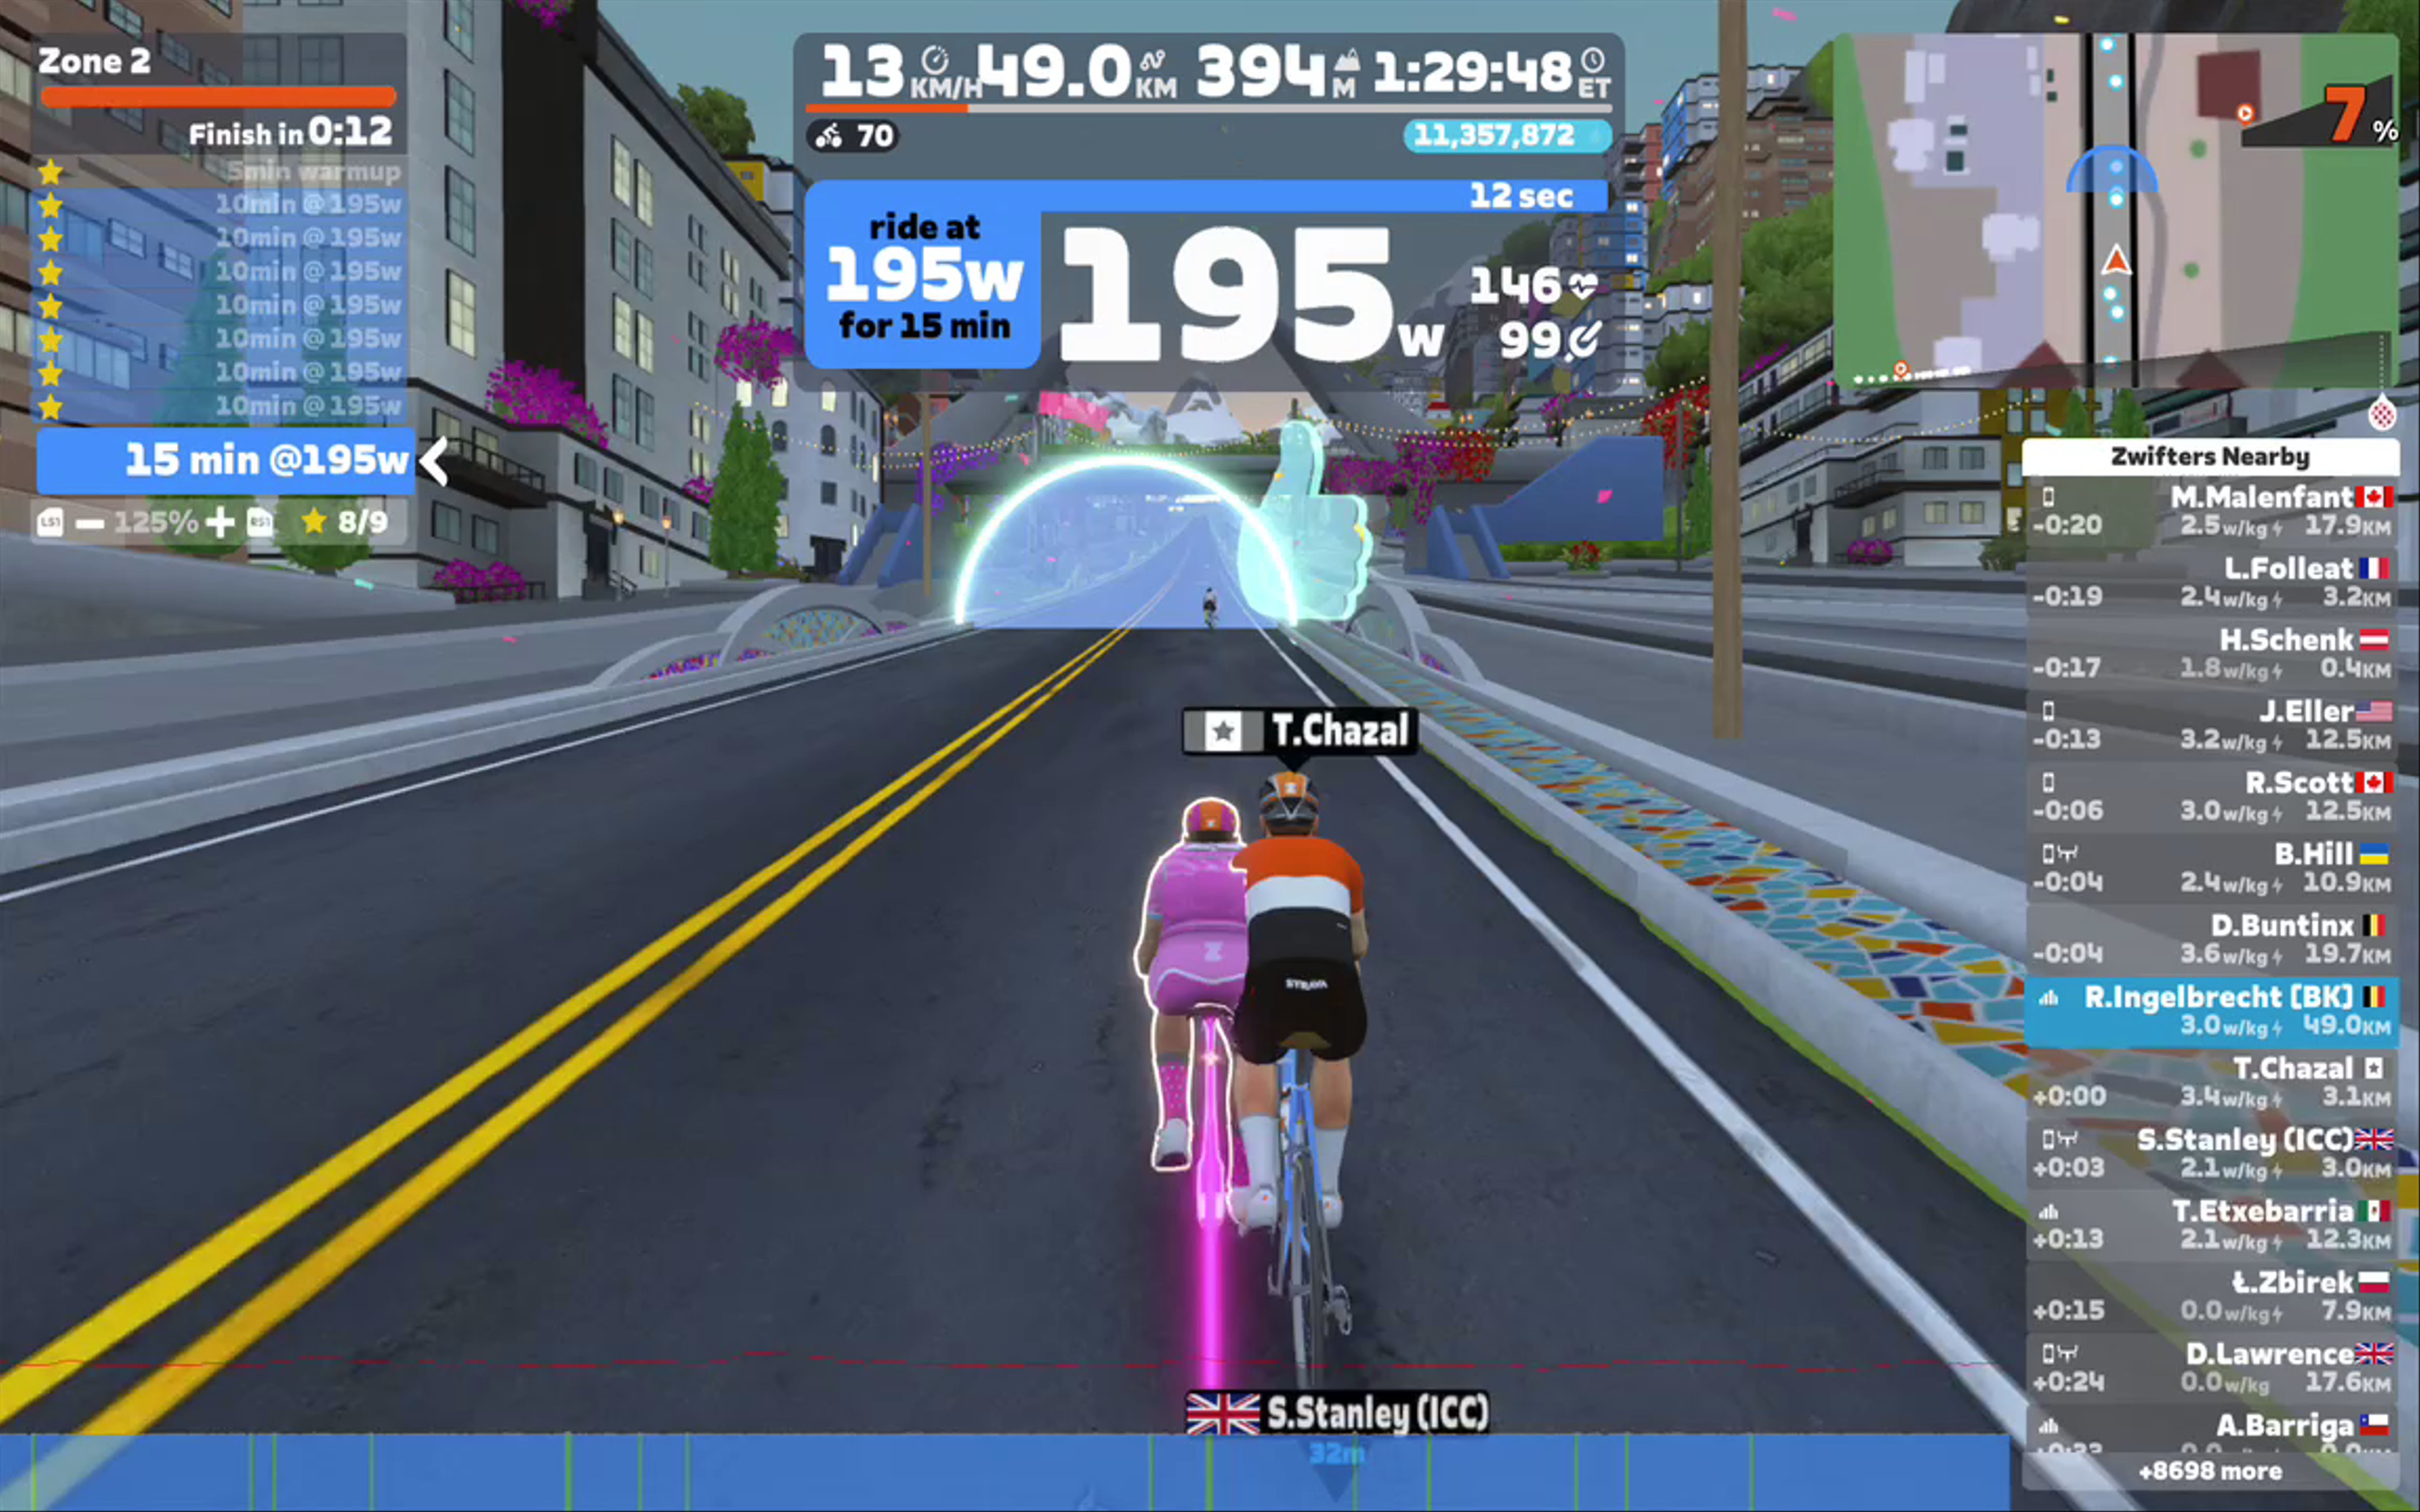 Zone 2
Finish in 0:12
5min warmup
10min @ 195w
10min @ 195w
10min @ 195w
10min @ 195w
10min @ 195w
10min @ 195w
10min @ 195w
15 min @195w
LS1 − 125% + RS1 8/9
13 KM/H 49.0 KM 394 M 1:29:48 ET
70
11,357,872
12 sec
ride at
195w
for 15 min
195w
146
99
7%
Zwifters Nearby
M.Malenfant
-0:20 2.5w/kg 17.9KM
L.Folleat
-0:19 2.4w/kg 3.2KM
H.Schenk
-0:17 1.8w/kg 0.4KM
J.Eller
-0:13 3.2w/kg 12.5KM
R.Scott
-0:06 3.0w/kg 12.5KM
B.Hill
-0:04 2.4w/kg 10.9KM
D.Buntinx
-0:04 3.6w/kg 19.7KM
R.Ingelbrecht [BK]
3.0w/kg 49.0KM
T.Chazal
+0:00 3.4w/kg 3.1KM
S.Stanley (ICC)
+0:03 2.1w/kg 3.0KM
T.Etxebarria
+0:13 2.1w/kg 12.3KM
Ł.Zbirek
+0:15 0.0w/kg 7.9KM
D.Lawrence
+0:24 0.0w/kg 17.6KM
A.Barriga
+8698 more
T.Chazal
STRAVA
S.Stanley (ICC)
32m